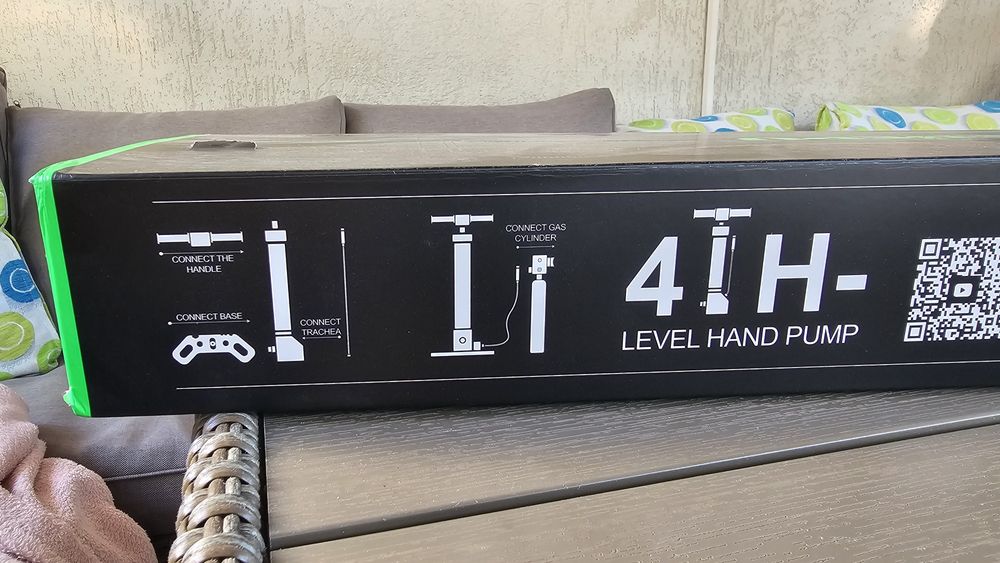 CONNECT THE
HANDLE
CONNECT BASE
CONNECT
TRACHEA
CONNECT GAS
CYLINDER
4 H-
LEVEL HAND PUMP